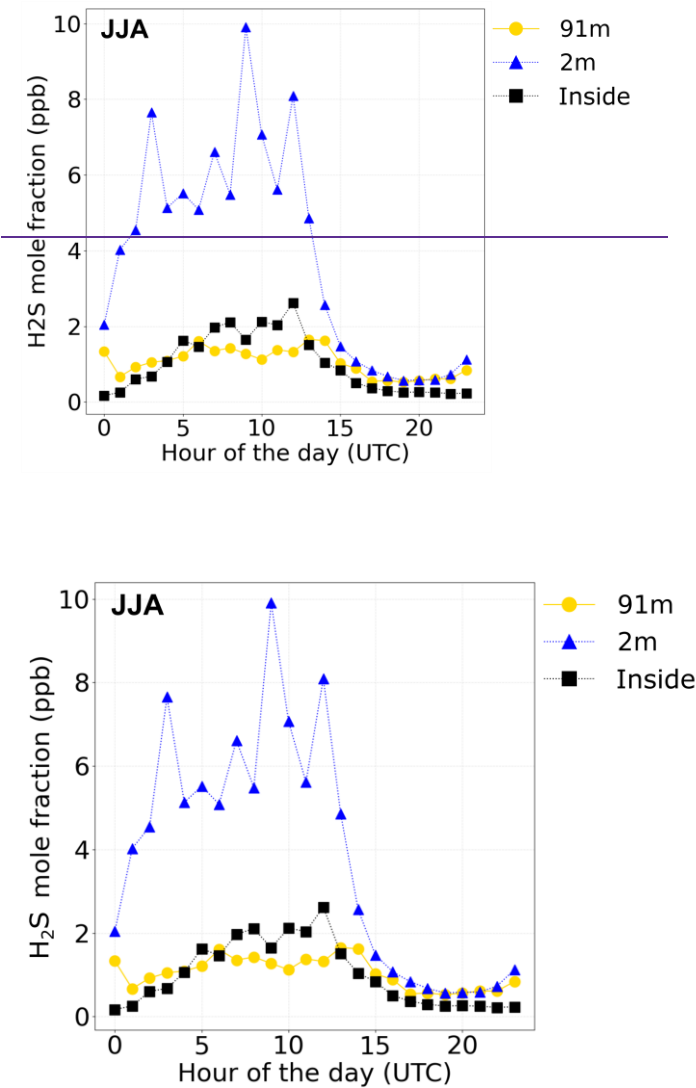 JJA
91m
2m
Inside
10
8
6
4
2
0
H2S mole fraction (ppb)
0 5 10 15 20
Hour of the day (UTC)
JJA
91m
2m
Inside
10
8
6
4
2
0
H₂S mole fraction (ppb)
0 5 10 15 20
Hour of the day (UTC)